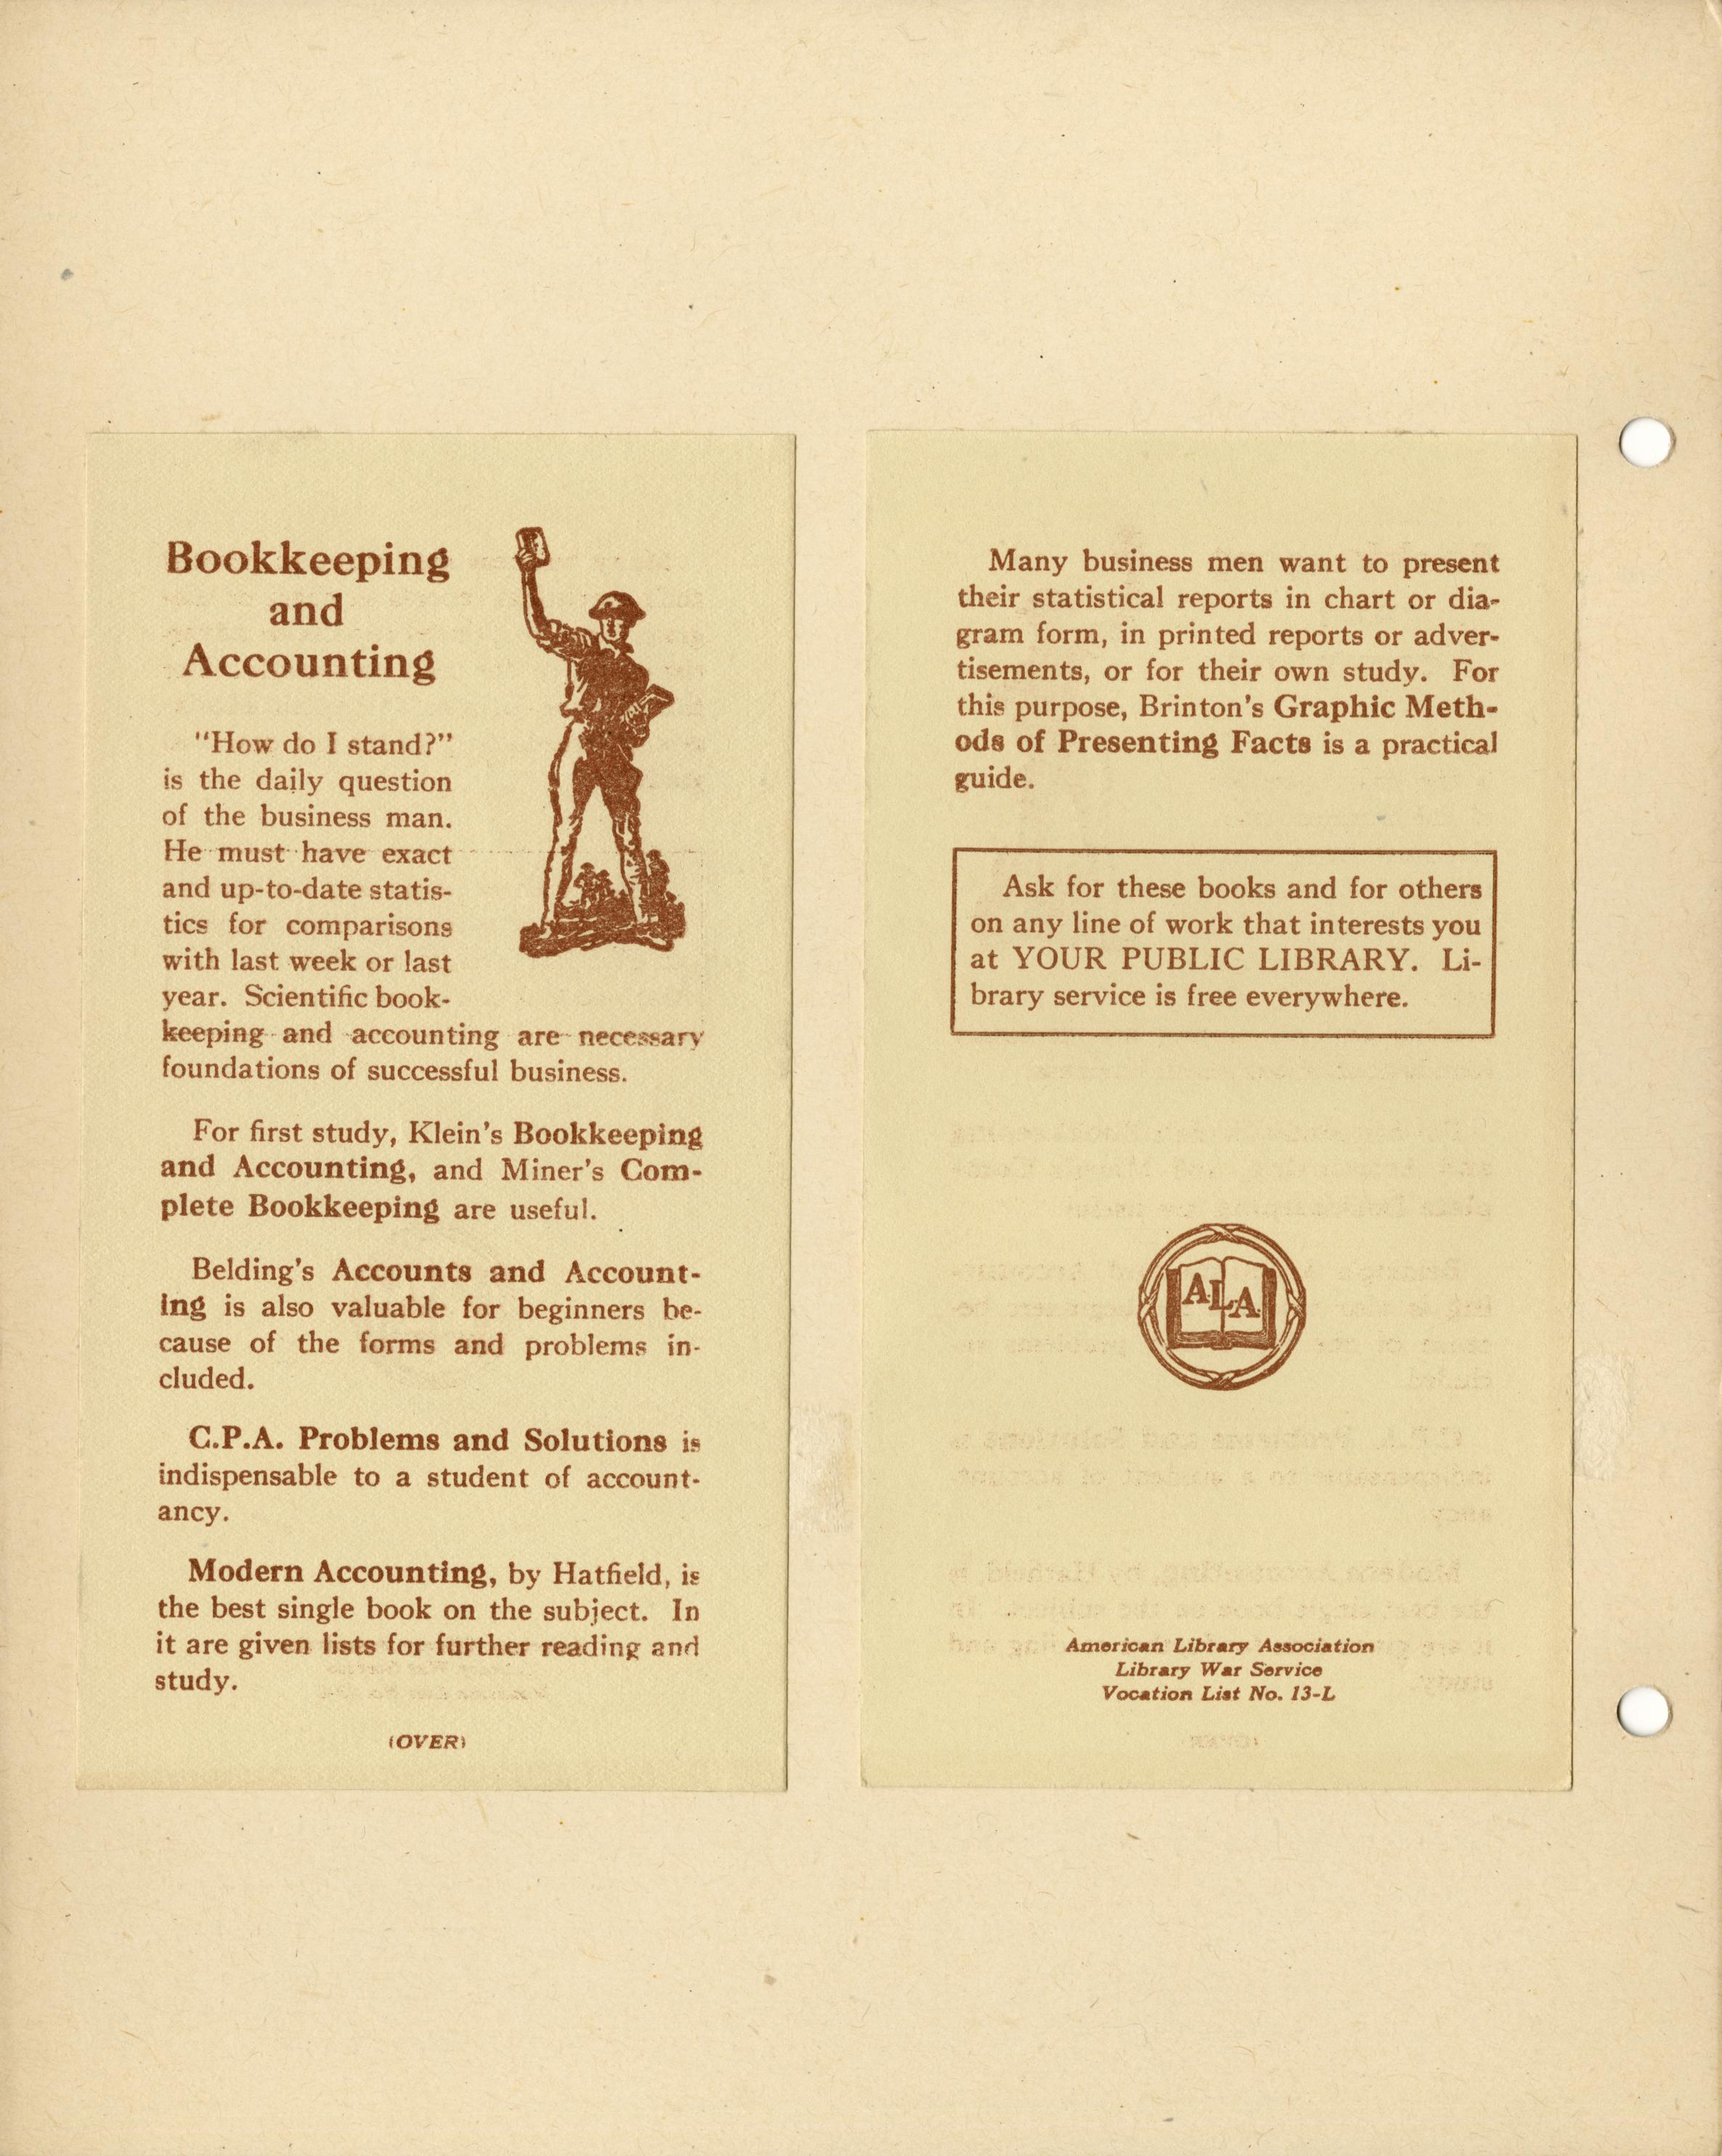 Bookkeeping
and
Accounting
"How do I stand?"
is the daily question
of the business man.
He must have exact
and up-to-date statis-
tics for comparisons
with last week or last
year. Scientific book-
keeping and accounting are necessary
foundations of successful business.
For first study, Klein's Bookkeeping
and Accounting, and Miner's Com-
plete Bookkeeping are useful.
Belding's Accounts and Account-
ing is also valuable for beginners be-
cause of the forms and problems in-
cluded.
C.P.A. Problems and Solutions is
indispensable to a student of account-
ancy.
Modern Accounting, by Hatfield, is
the best single book on the subject. In
it are given lists for further reading and
study.
(OVER)
Many business men want to present
their statistical reports in chart or dia-
gram form, in printed reports or adver-
tisements, or for their own study. For
this purpose, Brinton's Graphic Meth-
ods of Presenting Facts is a practical
guide.
Ask for these books and for others
on any line of work that interests you
at YOUR PUBLIC LIBRARY. Li-
brary service is free everywhere.
ALA
American Library Association
Library War Service
Vocation List No. 13-L